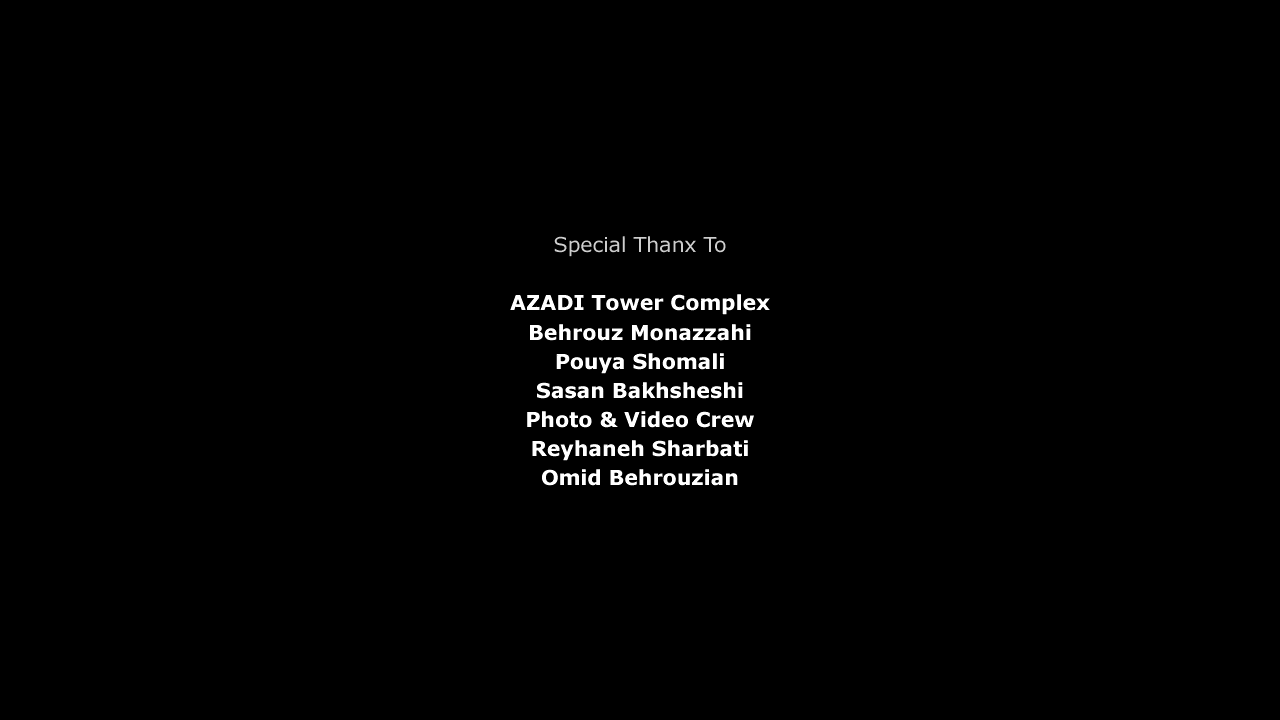 Special Thanx To
AZADI Tower Complex
Behrouz Monazzahi
Pouya Shomali
Sasan Bakhsheshi
Photo & Video Crew
Reyhaneh Sharbati
Omid Behrouzian